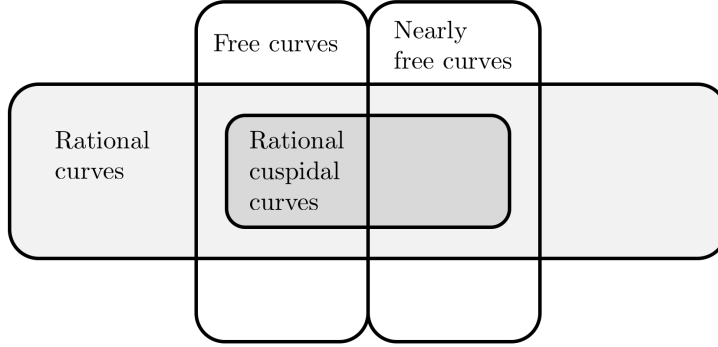 Free curves
Nearly
free curves
Rational
curves
Rational
cuspidal
curves